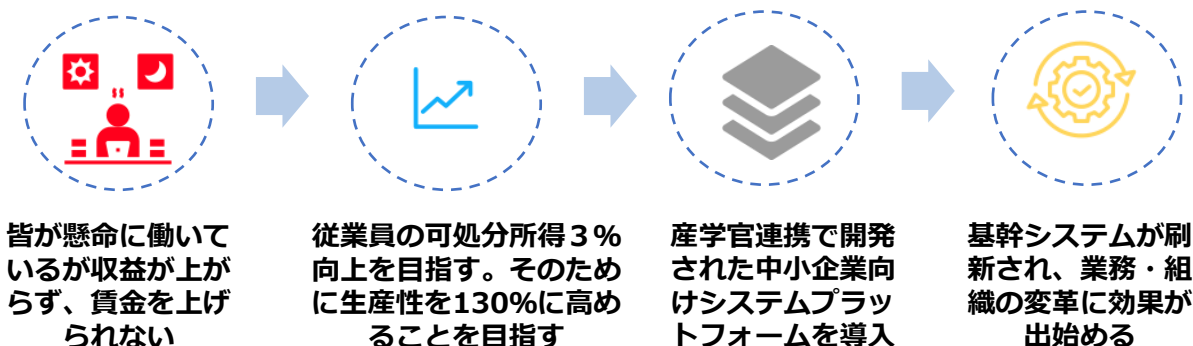 皆が懸命に働いて
いるが収益が上が
らず、賃金を上げ
られない
従業員の可処分所得３％
向上を目指す。そのため
に生産性を130%に高め
ることを目指す
産学官連携で開発
された中小企業向
けシステムプラッ
トフォームを導入
基幹システムが刷
新され、業務・組
織の変革に効果が
出始める